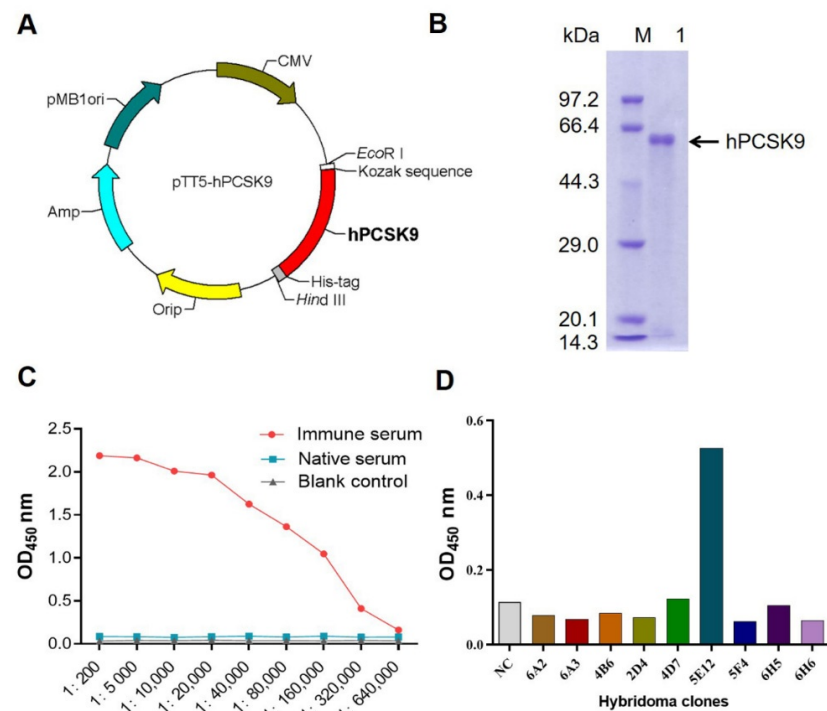 A
CMV
pMB1ori
EcoR I
Kozak sequence
pTT5-hPCSK9
Amp
hPCSK9
His-tag
Hind III
Orip
B
kDa M 1
97.2
66.4
hPCSK9
44.3
29.0
20.1
14.3
C
2.5
2.0
1.5
1.0
0.5
0.0
OD450 nm
Immune serum
Native serum
Blank control
1: 200
1: 5 000
1: 10,000
1: 20,000
1: 40,000
1: 80,000
1: 160,000
1: 320,000
1: 640,000
D
0.6
0.4
0.2
0.0
OD450 nm
NC 6A2 6A3 4B6 2D4 4D7 5E12 5F4 6H5 6H6
Hybridoma clones